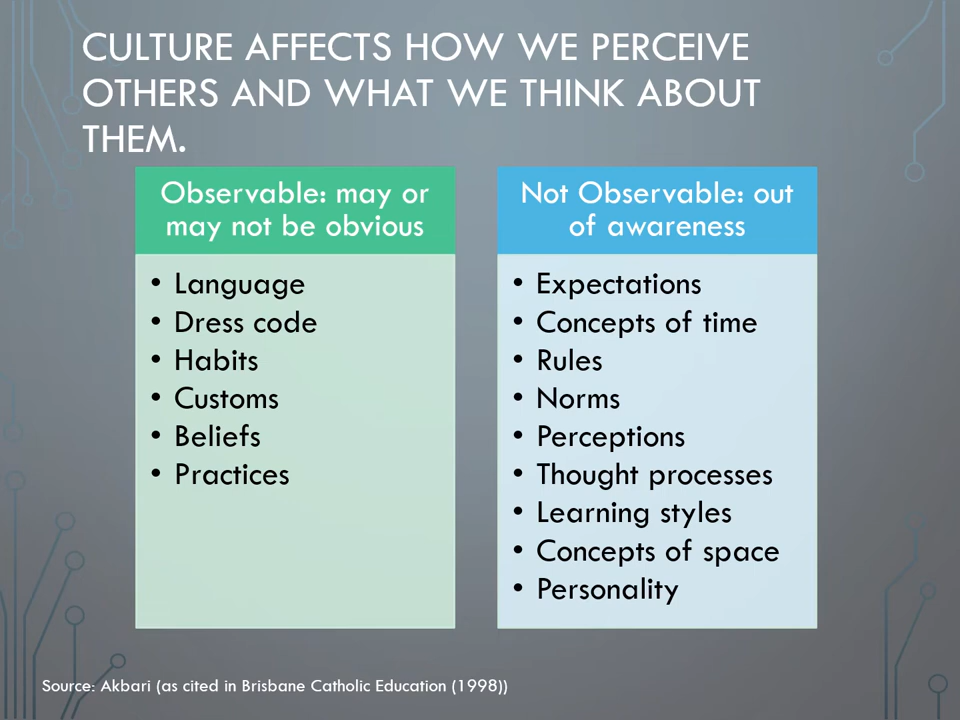 CULTURE AFFECTS HOW WE PERCEIVE
OTHERS AND WHAT WE THINK ABOUT
THEM.
Observable: may or
may not be obvious
• Language
• Dress code
• Habits
• Customs
• Beliefs
• Practices
Not Observable: out
of awareness
• Expectations
• Concepts of time
• Rules
• Norms
• Perceptions
• Thought processes
• Learning styles
• Concepts of space
• Personality
Source: Akbari (as cited in Brisbane Catholic Education (1998))